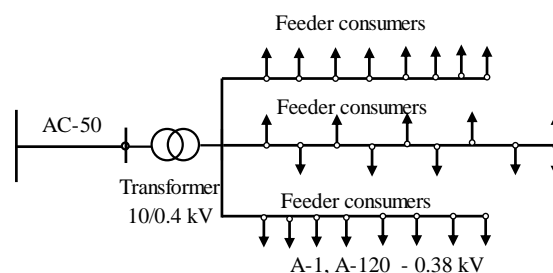 Feeder consumers
AC-50
Feeder consumers
Transformer
10/0.4 kV
Feeder consumers
A-1, A-120 - 0.38 kV